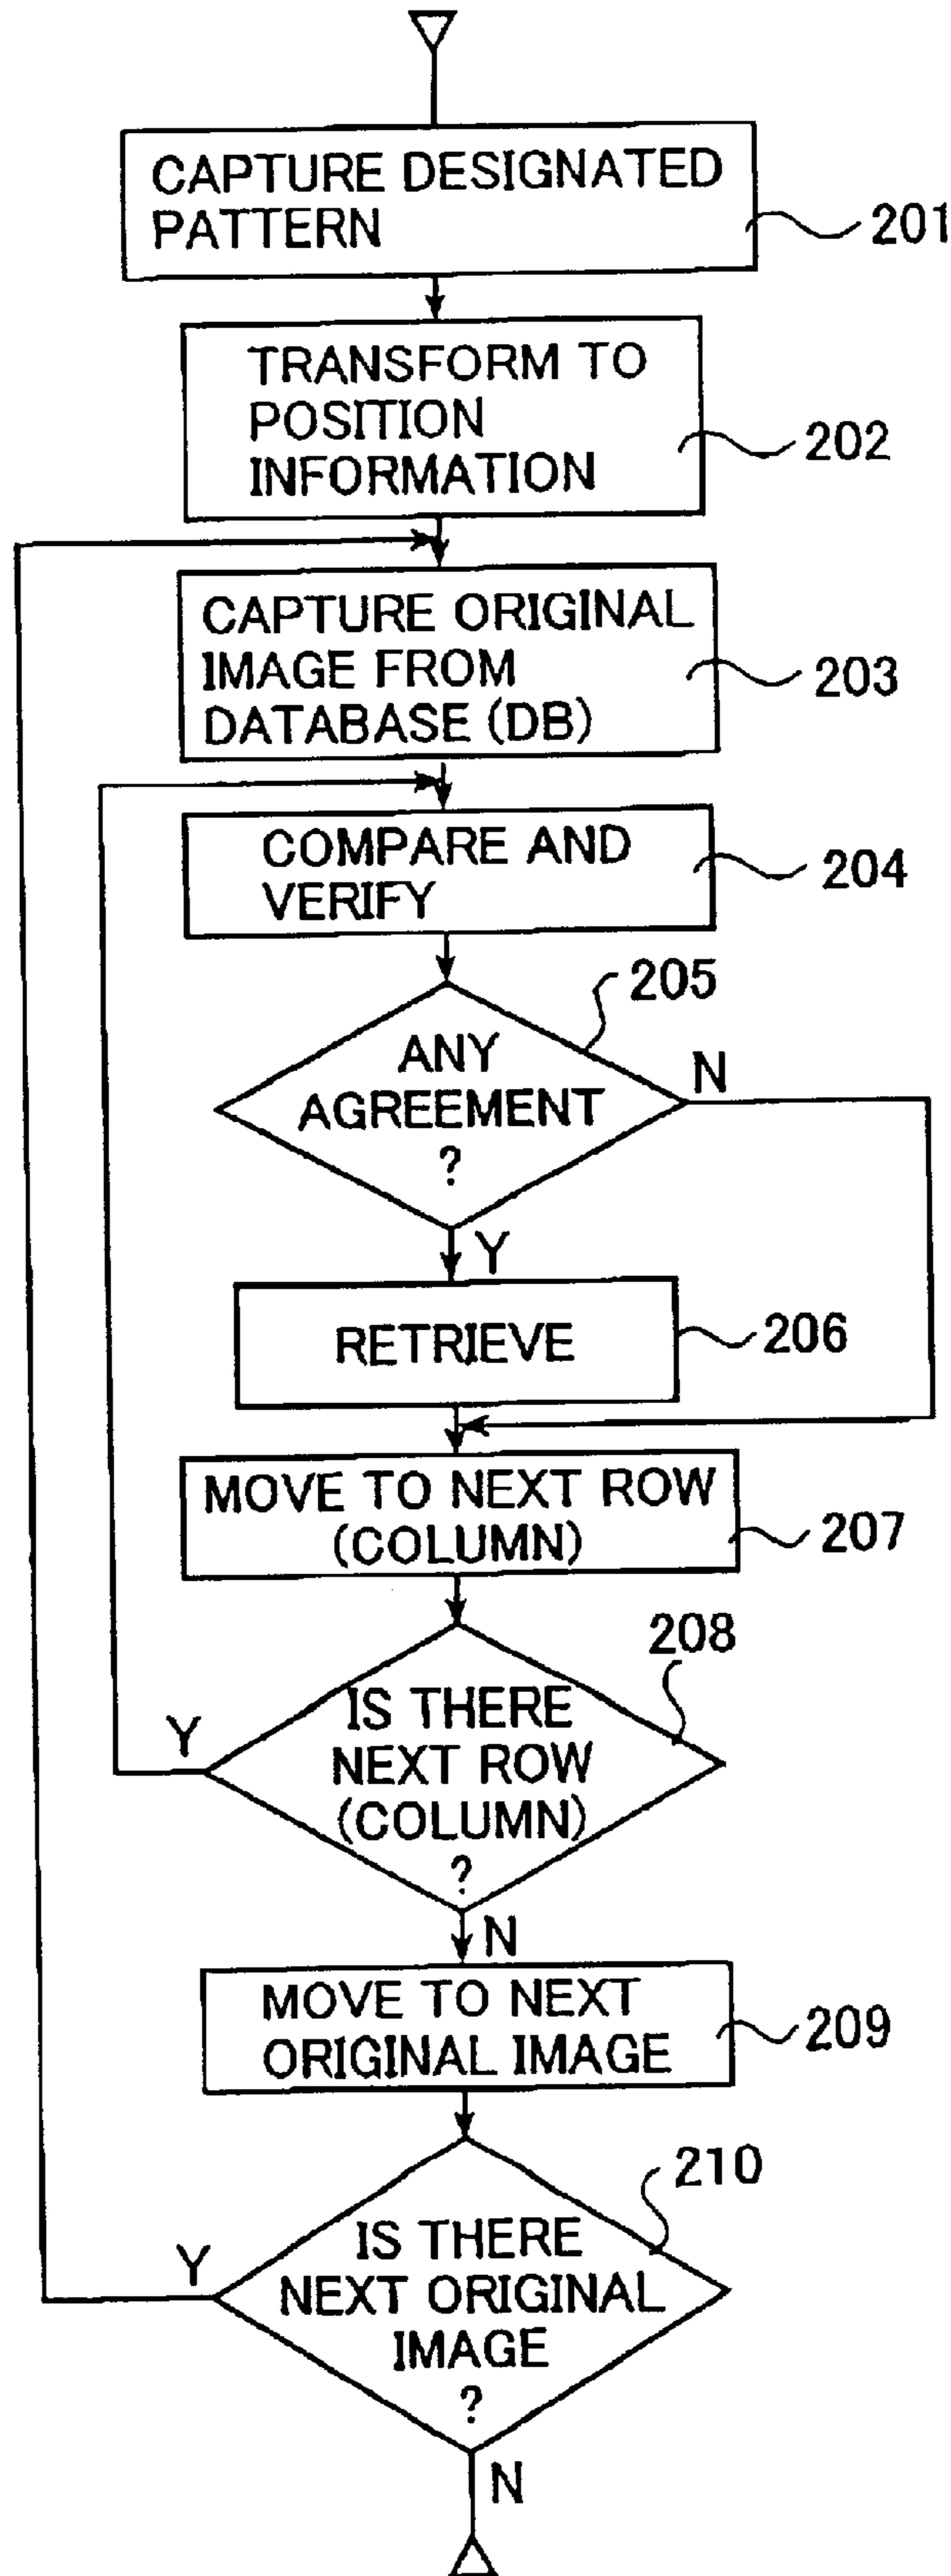 CAPTURE DESIGNATED
PATTERN
201
TRANSFORM TO
POSITION
INFORMATION
202
CAPTURE ORIGINAL
IMAGE FROM
DATABASE (DB)
203
COMPARE AND
VERIFY
204
205
ANY
AGREEMENT
?
N
Y
RETRIEVE
206
MOVE TO NEXT ROW
(COLUMN)
207
208
IS THERE
NEXT ROW
(COLUMN)
?
Y
N
MOVE TO NEXT
ORIGINAL IMAGE
209
210
IS THERE
NEXT ORIGINAL
IMAGE
?
Y
N